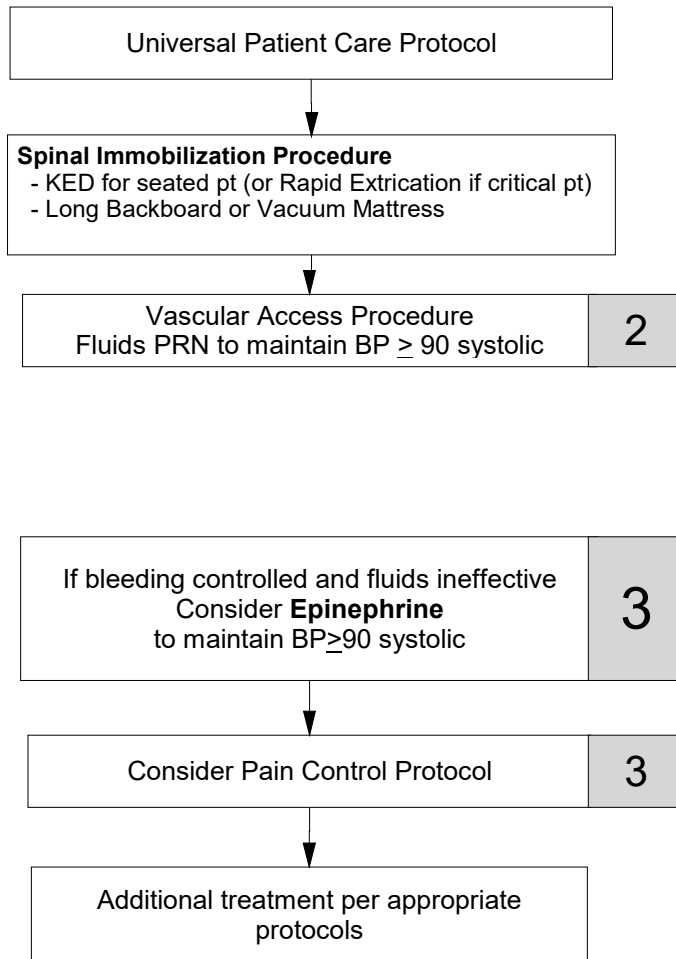 Universal Patient Care Protocol
Spinal Immobilization Procedure
- KED for seated pt (or Rapid Extrication if critical pt)
- Long Backboard or Vacuum Mattress
Vascular Access Procedure
Fluids PRN to maintain BP ≥ 90 systolic
2
If bleeding controlled and fluids ineffective
Consider Epinephrine
to maintain BP≥90 systolic
3
Consider Pain Control Protocol
3
Additional treatment per appropriate
protocols